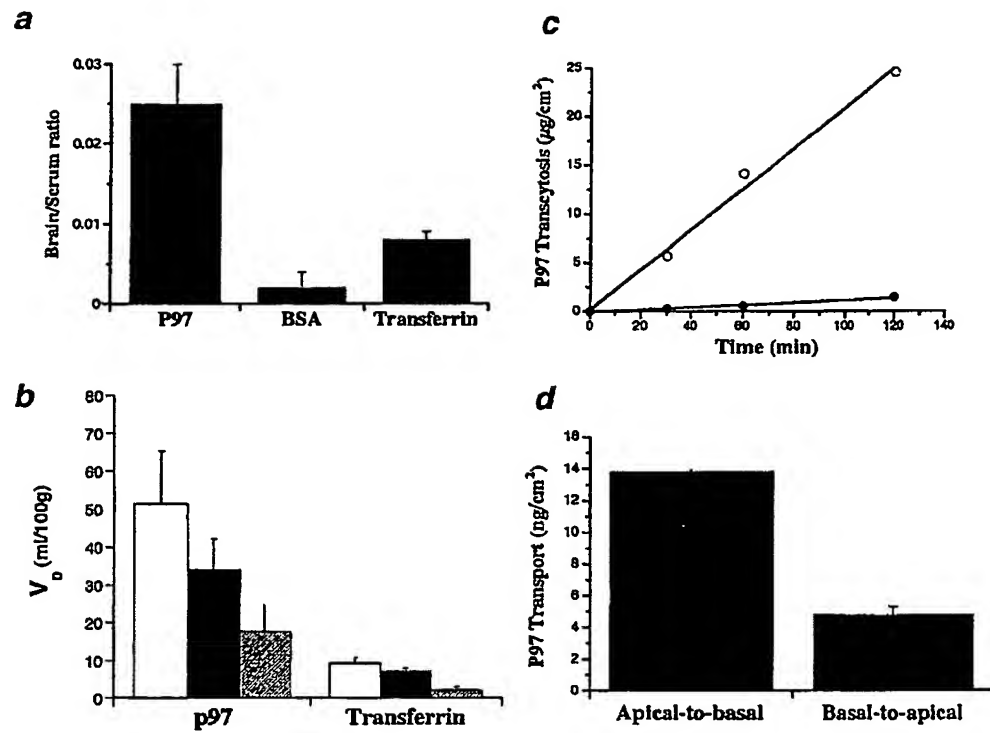 a
Brain/Serum ratio
0.03
0.02
0.01
0
P97
BSA
Transferrin
b
V_D (ml/100g)
80
70
60
50
40
30
20
10
0
p97
Transferrin
c
P97 Transcytosis (µg/cm²)
25
20
15
10
5
0
0 20 40 60 80 100 120 140
Time (min)
d
P97 Transport (ng/cm²)
14
12
10
8
6
4
2
0
Apical-to-basal
Basal-to-apical